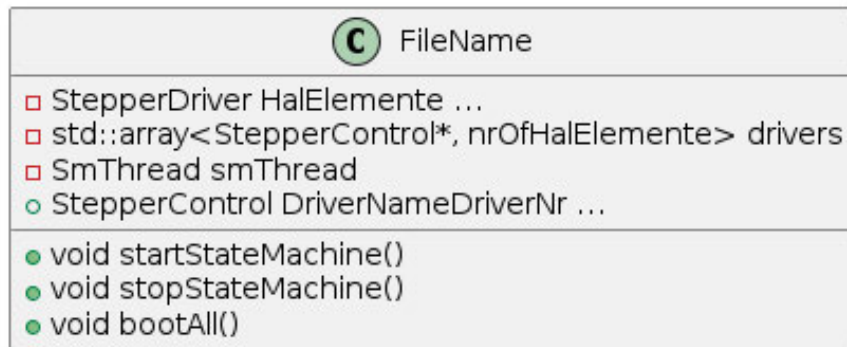 C FileName
StepperDriver HalElemente ...
std::array<StepperControl*, nrOfHalElemente> drivers
SmThread smThread
StepperControl DriverNameDriverNr ...
void startStateMachine()
void stopStateMachine()
void bootAll()